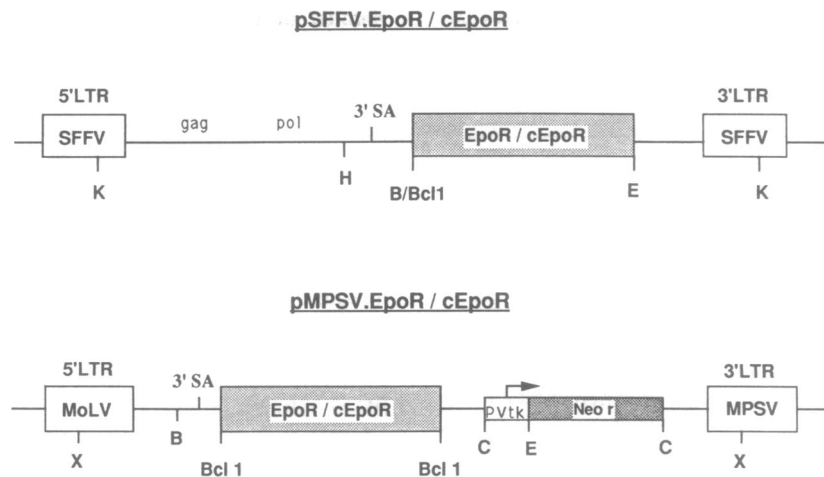 pSFFV.EpoR / cEpoR
5'LTR
3'LTR
gag
pol
3' SA
SFFV
EpoR / cEpoR
SFFV
K
H
B/Bcl1
E
K
pMPSV.EpoR / cEpoR
5'LTR
3'LTR
3' SA
MoLV
EpoR / cEpoR
PVtk
Neo r
MPSV
X
B
Bcl 1
Bcl 1
C
E
C
X